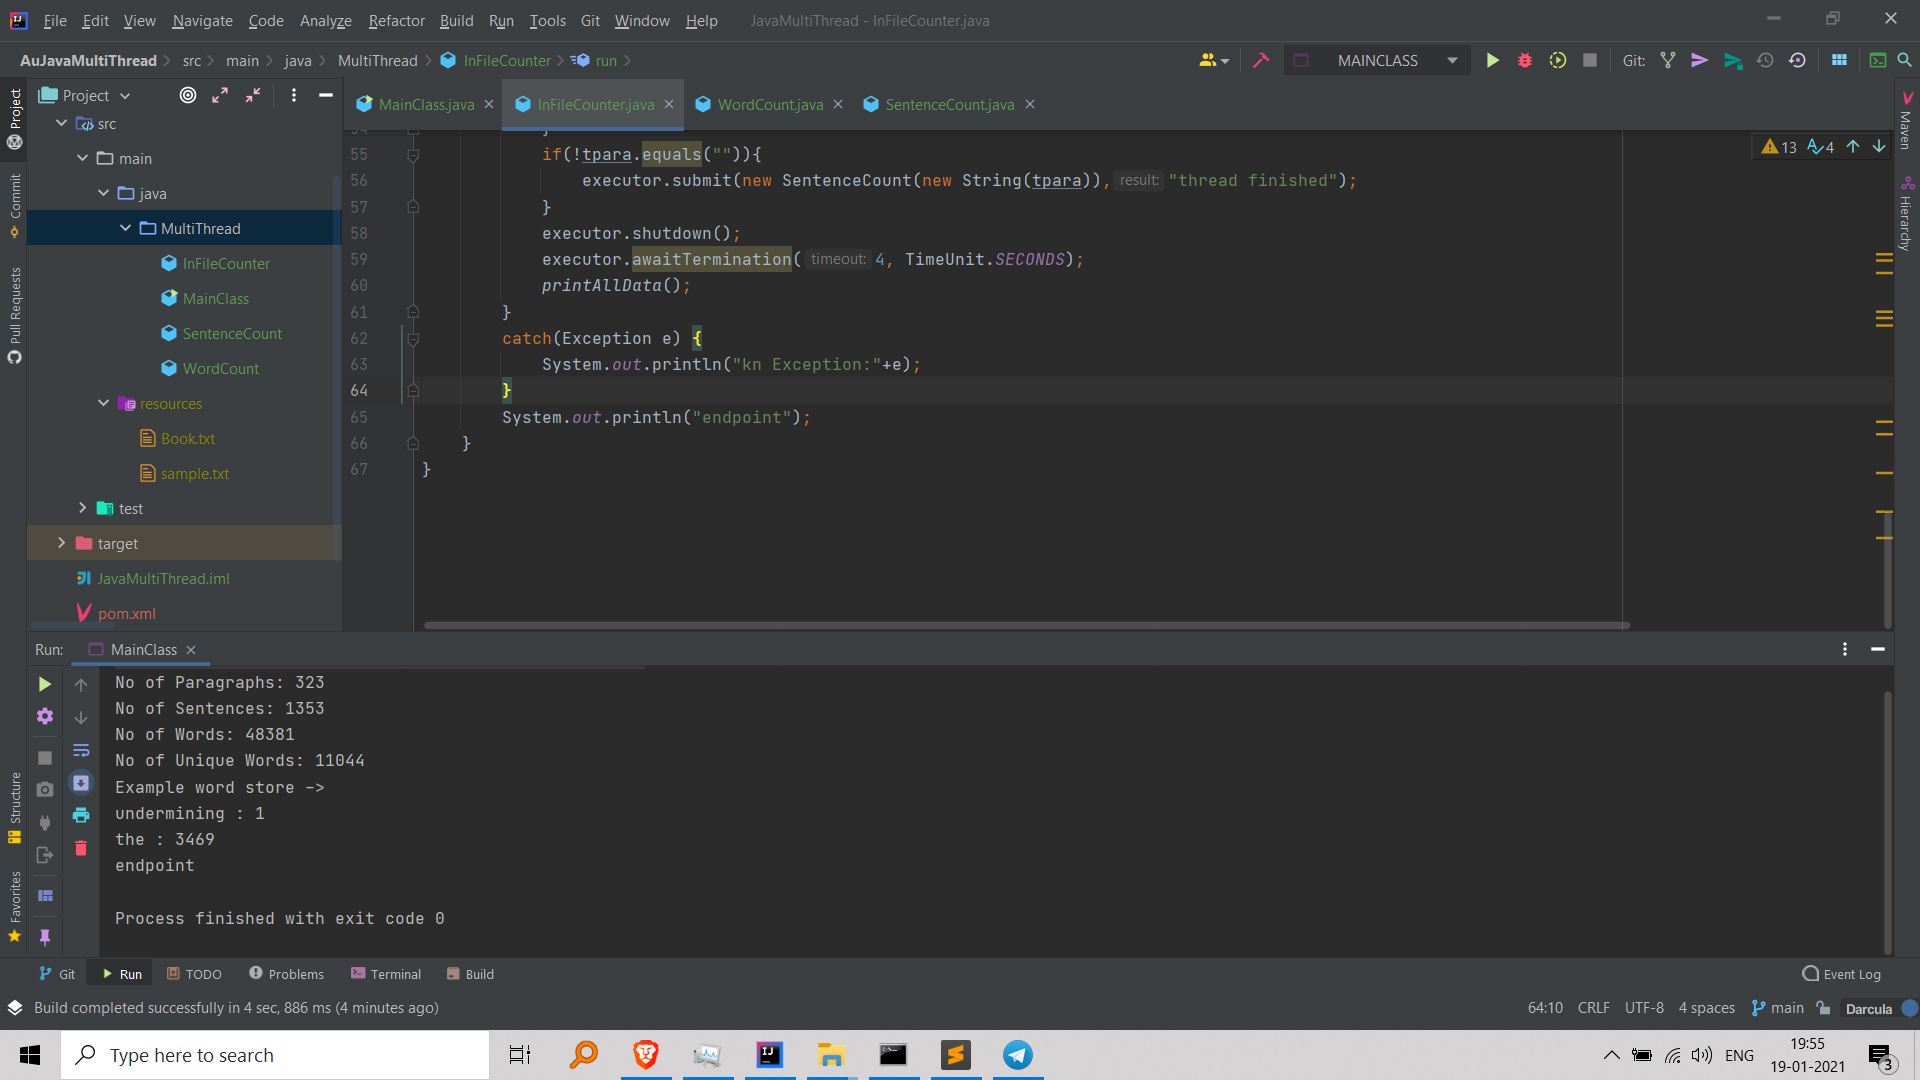 File Edit View Navigate Code Analyze Refactor Build Run Tools Git Window Help JavaMultiThread - InFileCounter.java
AuJavaMultiThread src main java MultiThread InFileCounter run MAINCLASS Git:
Project
MainClass.java InFileCounter.java WordCount.java SentenceCount.java
src
main
java
MultiThread
InFileCounter
MainClass
SentenceCount
WordCount
resources
Book.txt
sample.txt
test
target
JavaMultiThread.iml
pom.xml
Project
Commit
Pull Requests
Structure
Favorites
Maven
Hierarchy
13 4
54 }
55 if(!tpara.equals("")){
56 executor.submit(new SentenceCount(new String(tpara)), result: "thread finished");
57 }
58 executor.shutdown();
59 executor.awaitTermination( timeout: 4, TimeUnit.SECONDS);
60 printAllData();
61 }
62 catch(Exception e) {
63 System.out.println("kn Exception:"+e);
64 }
65 System.out.println("endpoint");
66 }
67 }
Run: MainClass
No of Paragraphs: 323
No of Sentences: 1353
No of Words: 48381
No of Unique Words: 11044
Example word store ->
undermining : 1
the : 3469
endpoint
Process finished with exit code 0
Git Run TODO Problems Terminal Build Event Log
Build completed successfully in 4 sec, 886 ms (4 minutes ago) 64:10 CRLF UTF-8 4 spaces main Darcula
Type here to search
ENG
19:55
19-01-2021
3